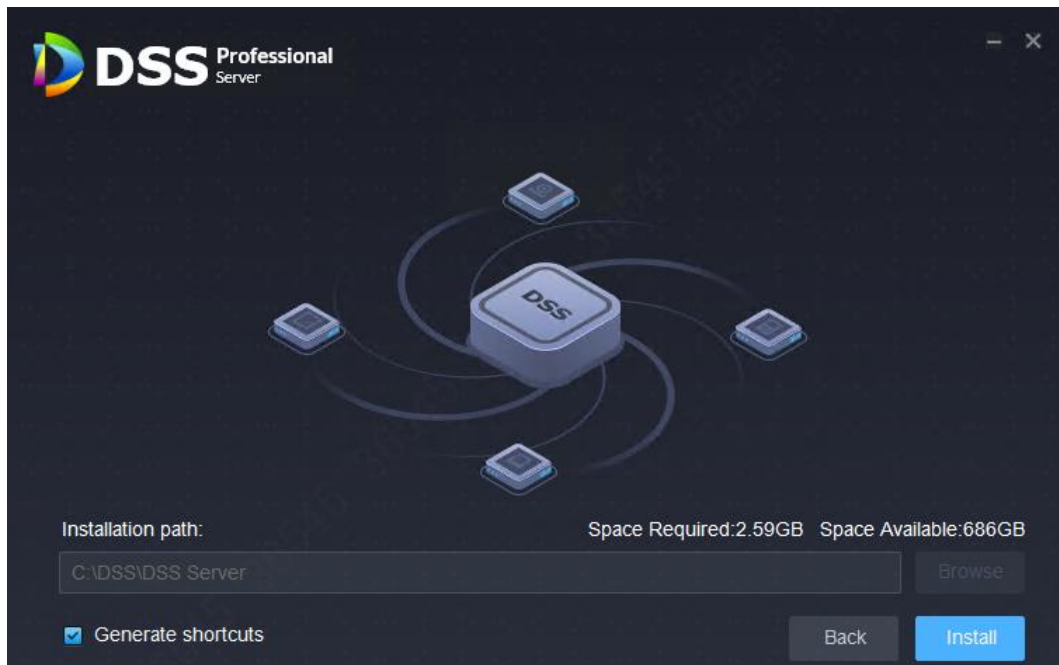 DSS Professional
Server
DSS
Installation path:
Space Required:2.59GB Space Available:686GB
C:\DSS\DSS Server
Browse
Generate shortcuts
Back
Install